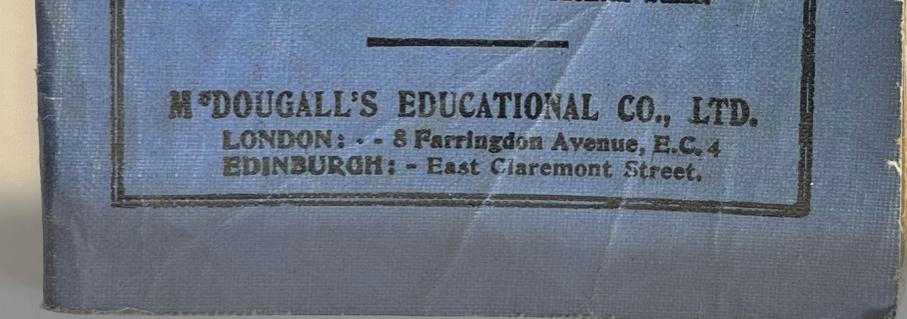 McDOUGALL'S EDUCATIONAL CO., LTD.
LONDON: - - 8 Farringdon Avenue, E.C. 4
EDINBURGH: - East Claremont Street.